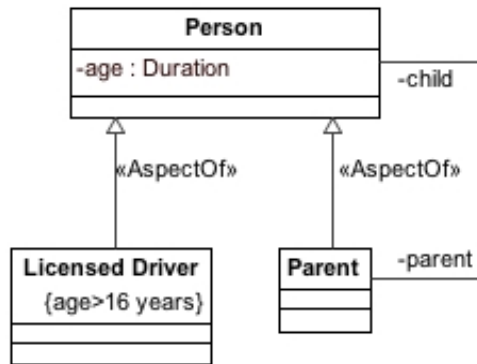 Person
-age : Duration
-child
«AspectOf»
«AspectOf»
Licensed Driver
{age>16 years}
Parent
-parent